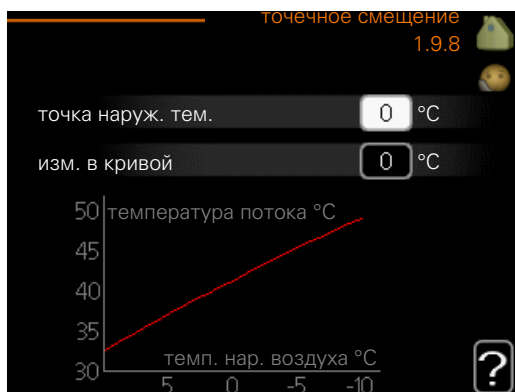 точечное смещение
1.9.8
точка наруж. тем. 0 °C
изм. в кривой 0 °C
50 температура потока °C
45
40
35
30 темп. нар. воздуха °C
5 0 -5 -10
?